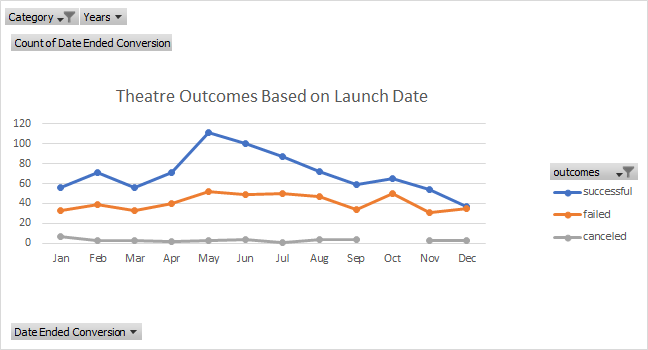 Category Years
Count of Date Ended Conversion
Theatre Outcomes Based on Launch Date
120
100
80
60
40
20
0
Jan Feb Mar Apr May Jun Jul Aug Sep Oct Nov Dec
outcomes
successful
failed
canceled
Date Ended Conversion